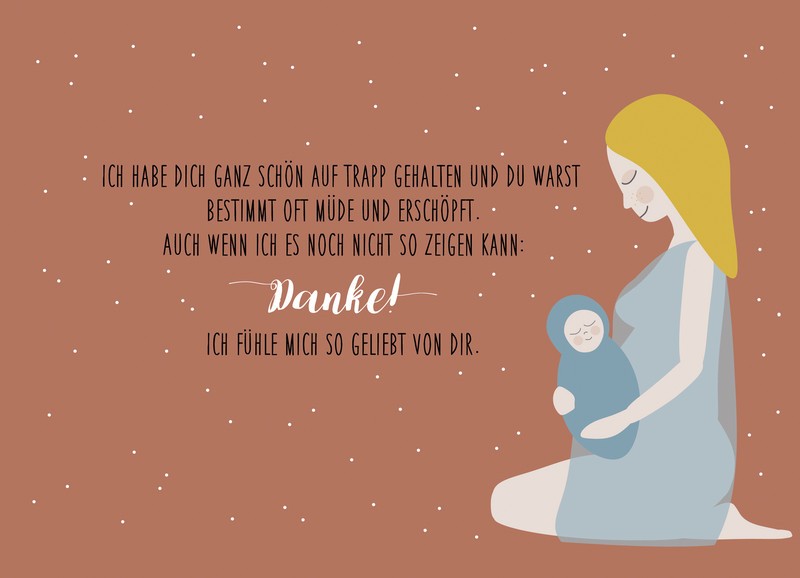 ICH HABE DICH GANZ SCHÖN AUF TRAPP GEHALTEN UND DU WARST
BESTIMMT OFT MÜDE UND ERSCHÖPFT.
AUCH WENN ICH ES NOCH NICHT SO ZEIGEN KANN:
Danke!
ICH FÜHLE MICH SO GELIEBT VON DIR.